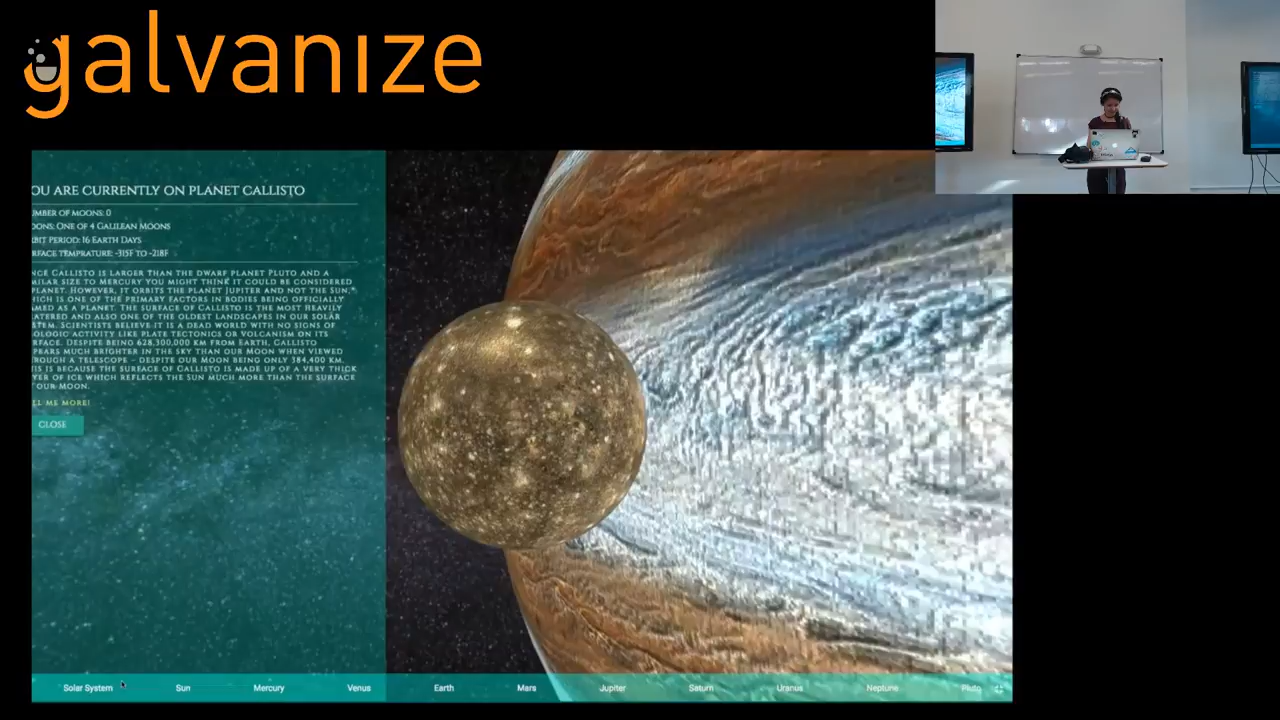 galvanize
OU ARE CURRENTLY ON PLANET CALLISTO
UMBER OF MOONS: 0
OONS: ONE OF 4 GALILEAN MOONS
BIT PERIOD: 16 EARTH DAYS
RFACE TEMPRATURE: -315F TO -218F
NCE CALLISTO IS LARGER THAN THE DWARF PLANET PLUTO AND A
MILAR SIZE TO MERCURY YOU MIGHT THINK IT COULD BE CONSIDERED
PLANET. HOWEVER, IT ORBITS THE PLANET JUPITER AND NOT THE SUN,
HICH IS ONE OF THE PRIMARY FACTORS IN BODIES BEING OFFICIALLY
MED AS A PLANET. THE SURFACE OF CALLISTO IS THE MOST HEAVILY
ATERED AND ALSO ONE OF THE OLDEST LANDSCAPES IN OUR SOLAR
STEM. SCIENTISTS BELIEVE IT IS A DEAD WORLD WITH NO SIGNS OF
OLOGIC ACTIVITY LIKE PLATE TECTONICS OR VOLCANISM ON ITS
RFACE. DESPITE BEING 628,300,000 KM FROM EARTH, CALLISTO
PEARS MUCH BRIGHTER IN THE SKY THAN OUR MOON WHEN VIEWED
ROUGH A TELESCOPE – DESPITE OUR MOON BEING ONLY 384,400 KM.
IS IS BECAUSE THE SURFACE OF CALLISTO IS MADE UP OF A VERY THICK
YER OF ICE WHICH REFLECTS THE SUN MUCH MORE THAN THE SURFACE
OUR MOON.
LL ME MORE!
CLOSE
Solar System Sun Mercury Venus Earth Mars Jupiter Saturn Uranus Neptune Pluto